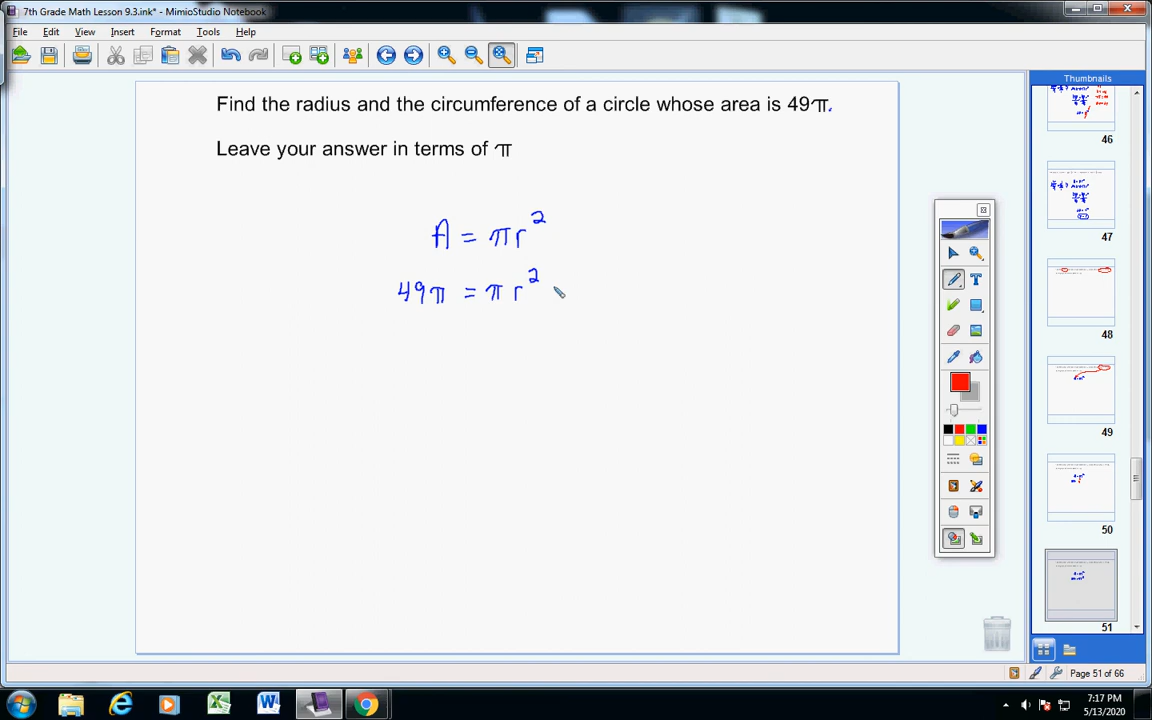 7th Grade Math Lesson 9.3.ink* - MimioStudio Notebook
File Edit View Insert Format Tools Help
Find the radius and the circumference of a circle whose area is 49π.
Leave your answer in terms of π
A = πr²
49π = πr²
Thumbnails
46
47
48
49
50
51
Page 51 of 66
7:17 PM
5/13/2020